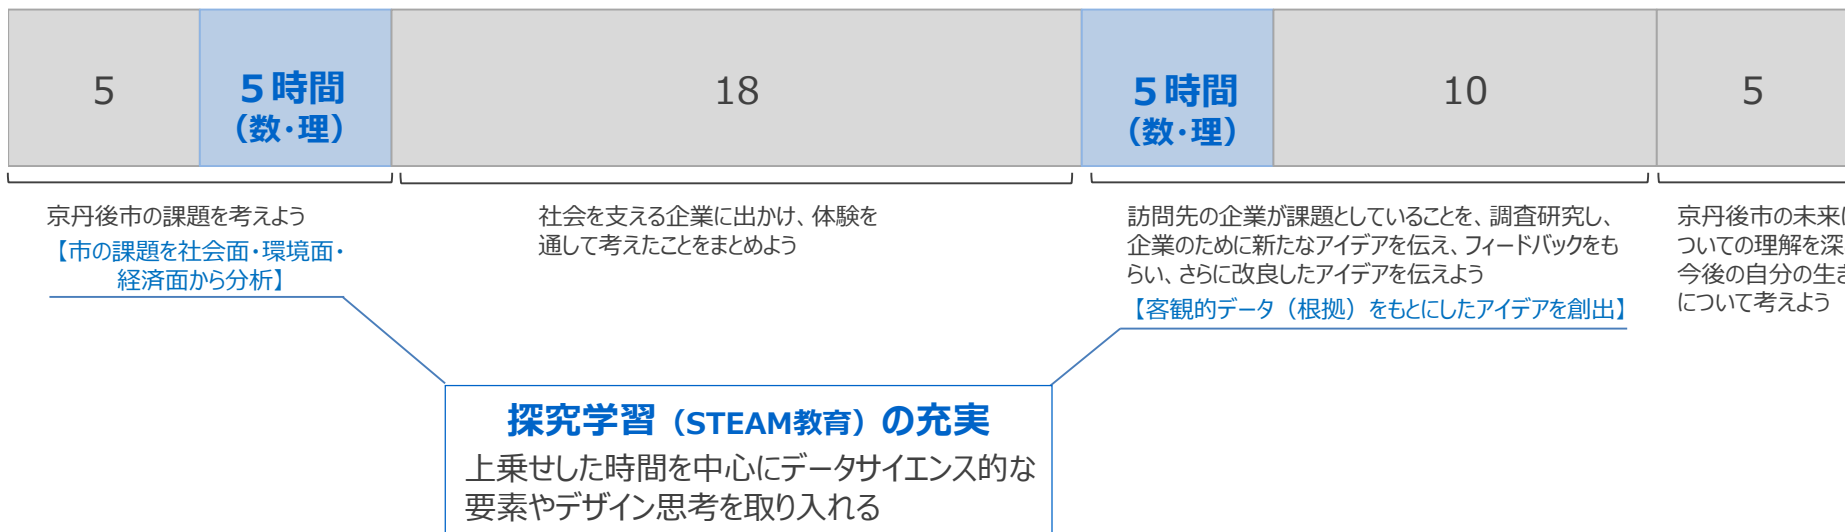 5
5時間
（数・理）
18
5時間
（数・理）
10
5
京丹後市の課題を考えよう
【市の課題を社会面・環境面・
経済面から分析】
社会を支える企業に出かけ、体験を
通して考えたことをまとめよう
訪問先の企業が課題としていることを、調査研究し、
企業のために新たなアイデアを伝え、フィードバックをも
らい、さらに改良したアイデアを伝えよう
【客観的データ（根拠）をもとにしたアイデアを創出】
京丹後市の未来
ついての理解を深
今後の自分の生
について考えよう
探究学習（STEAM教育）の充実
上乗せした時間を中心にデータサイエンス的な
要素やデザイン思考を取り入れる